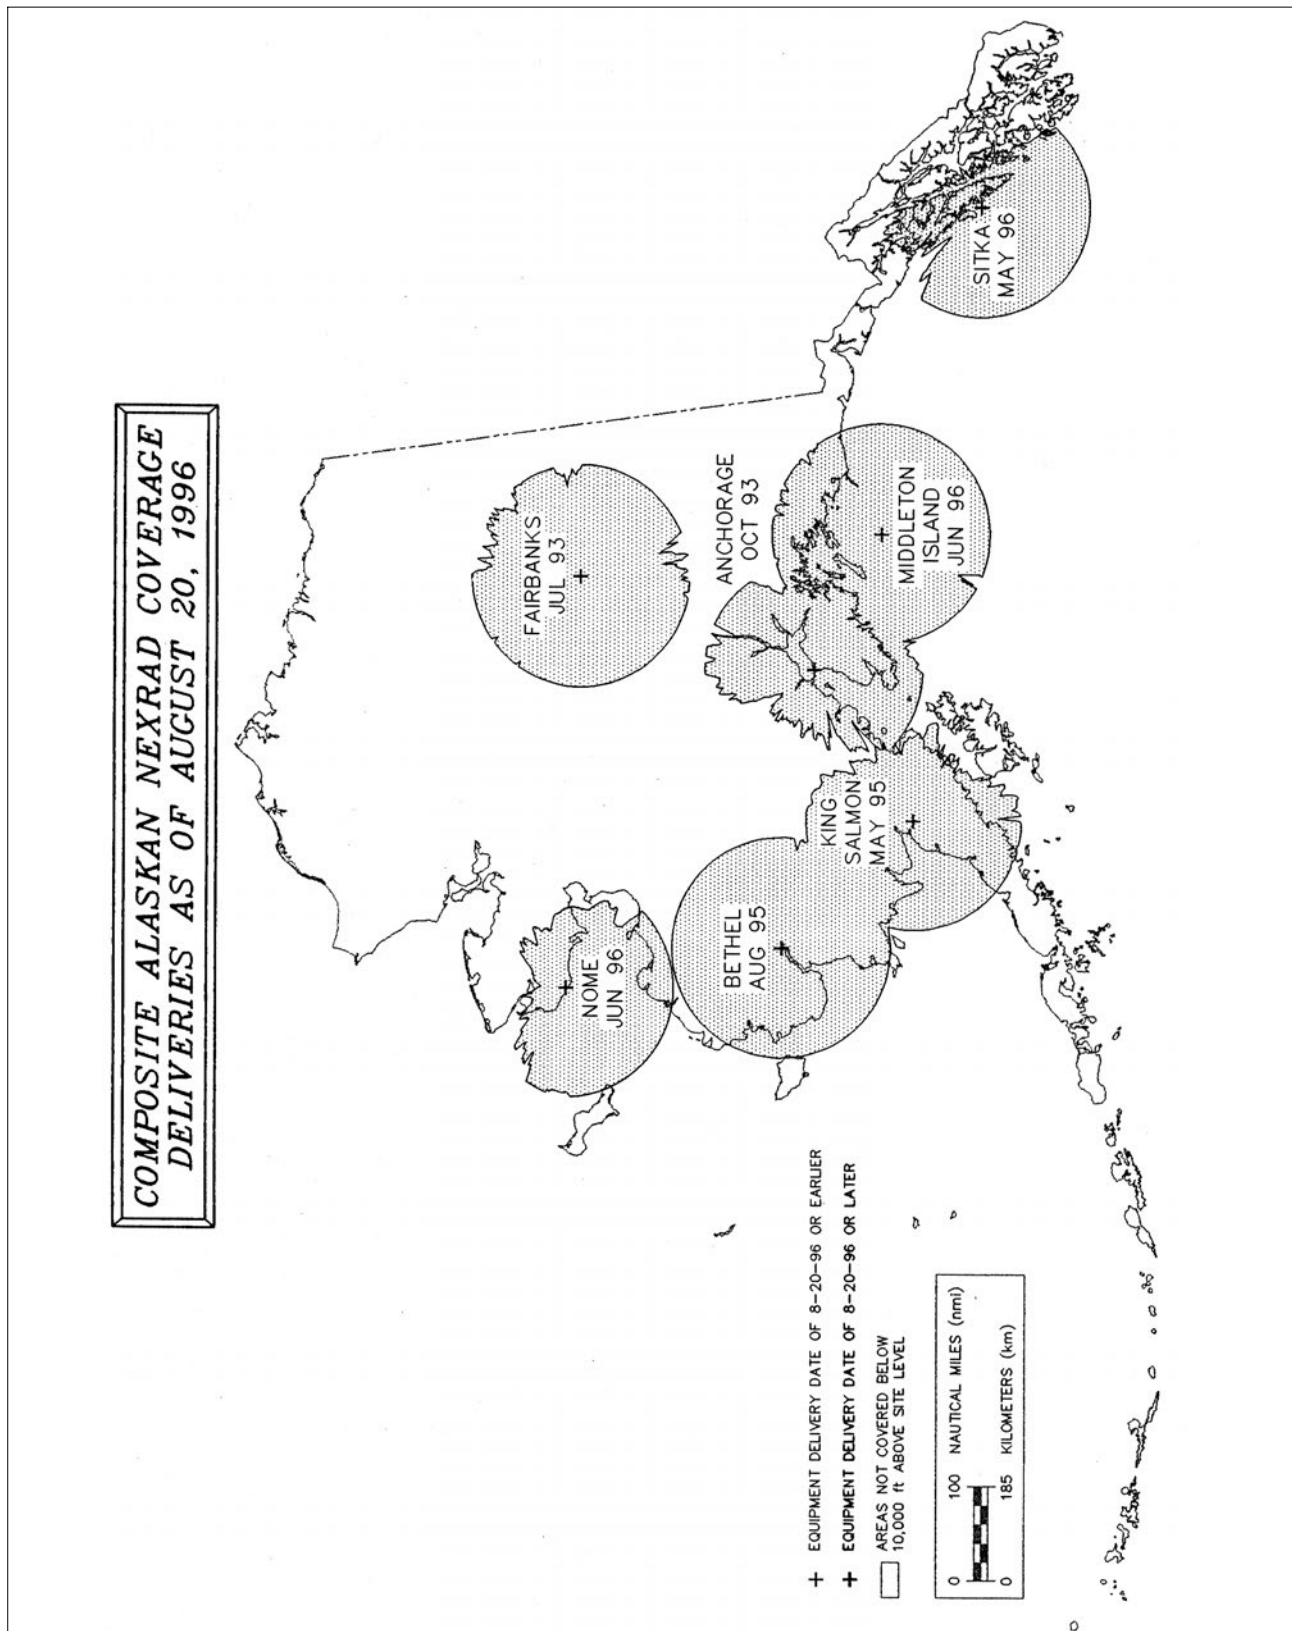 COMPOSITE ALASKAN NEXRAD COVERAGE
DELIVERIES AS OF AUGUST 20, 1996
FAIRBANKS
JUL 93
ANCHORAGE
OCT 93
NOME
JUN 96
BETHEL
AUG 95
KING
SALMON
MAY 95
MIDDLETON
ISLAND
JUN 96
SITKA
MAY 96
EQUIPMENT DELIVERY DATE OF 8-20-96 OR EARLIER
EQUIPMENT DELIVERY DATE OF 8-20-96 OR LATER
AREAS NOT COVERED BELOW
10,000 ft ABOVE SITE LEVEL
0 100 NAUTICAL MILES (nmi)
0 185 KILOMETERS (km)